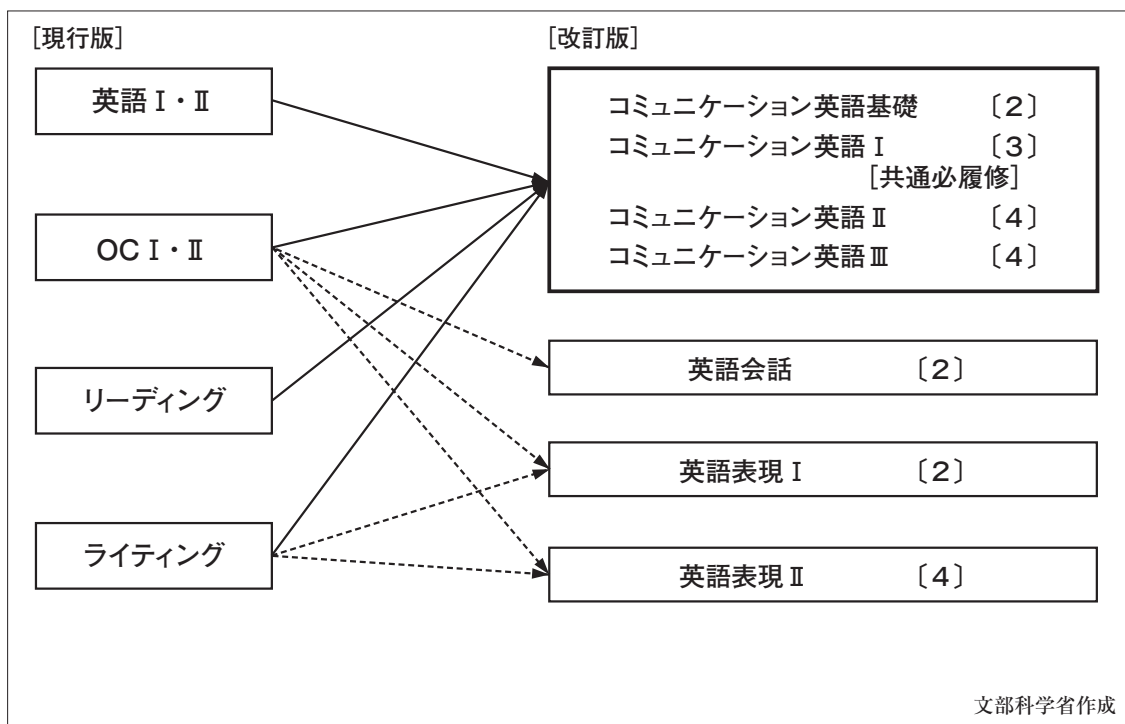 ［現行版］
英語Ⅰ・Ⅱ
OCⅠ・Ⅱ
リーディング
ライティング
［改訂版］
コミュニケーション英語基礎　〔2〕
コミュニケーション英語Ⅰ　〔3〕
［共通必履修］
コミュニケーション英語Ⅱ　〔4〕
コミュニケーション英語Ⅲ　〔4〕
英語会話　〔2〕
英語表現Ⅰ　〔2〕
英語表現Ⅱ　〔4〕
文部科学省作成